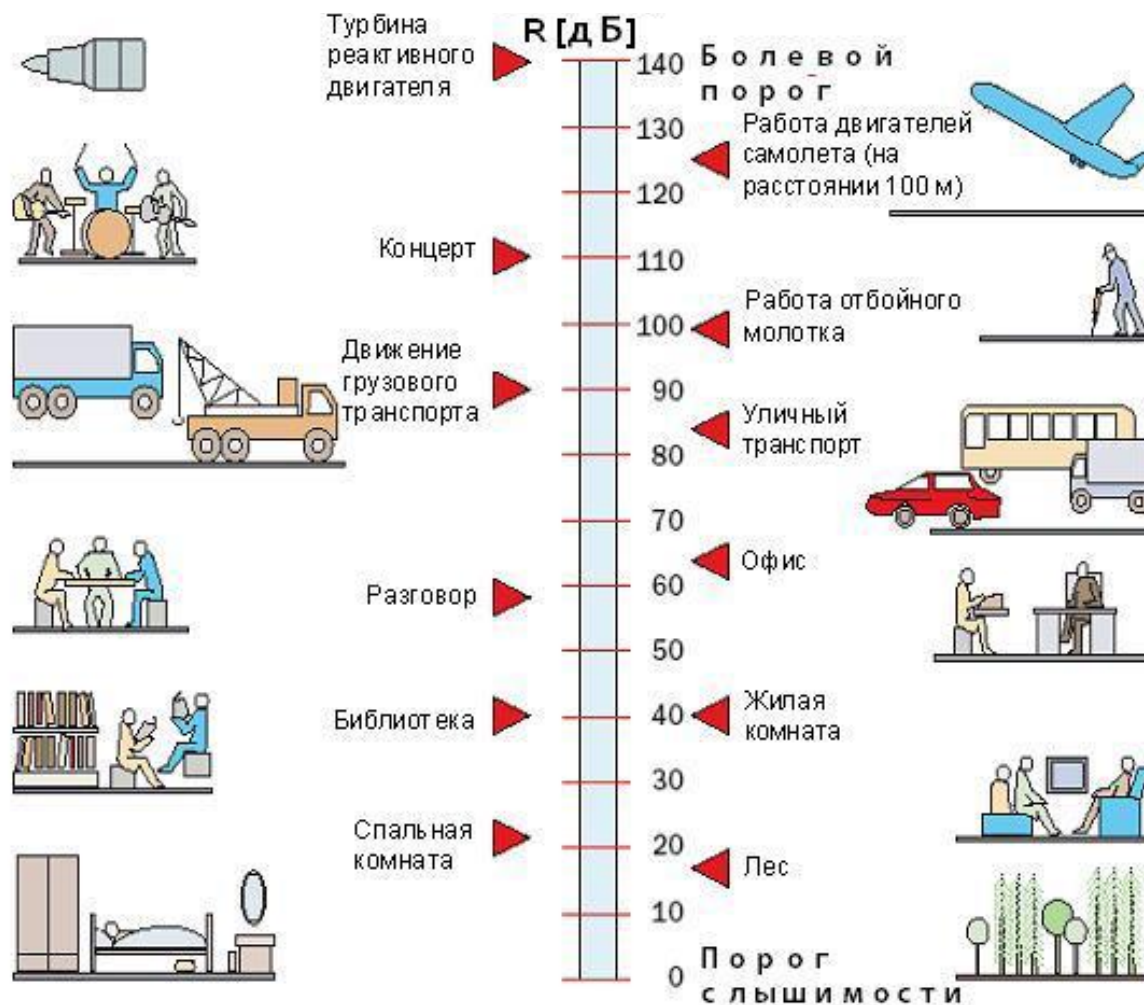 Турбина
реактивного
двигателя
R [дБ]
140
Болевой
порог
130
Работа двигателей
самолета (на
расстоянии 100 м)
120
Концерт
110
Работа отбойного
молотка
100
Движение
грузового
транспорта
90
Уличный
транспорт
80
70
Офис
60
Разговор
50
Библиотека
40
Жилая
комната
30
Спальная
комната
20
Лес
10
0
Порог
слышимости